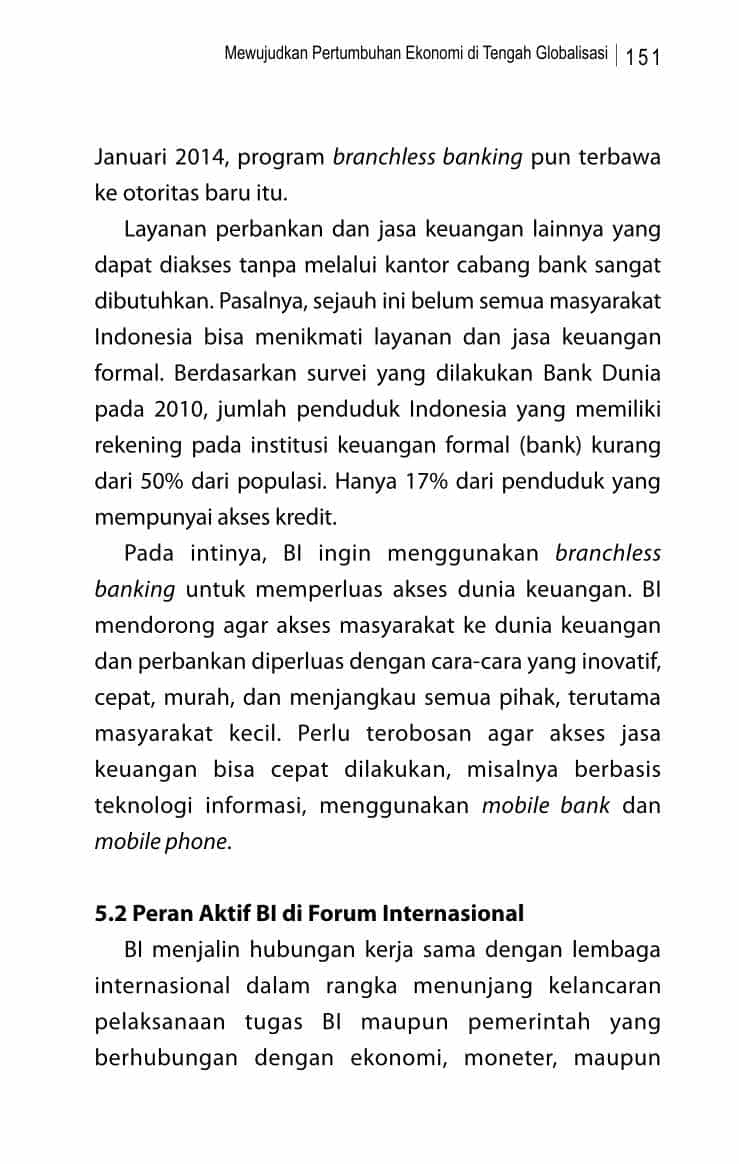 Mewujudkan Pertumbuhan Ekonomi di Tengah Globalisasi | 151
Januari 2014, program branchless banking pun terbawa
ke otoritas baru itu.
Layanan perbankan dan jasa keuangan lainnya yang
dapat diakses tanpa melalui kantor cabang bank sangat
dibutuhkan. Pasalnya, sejauh ini belum semua masyarakat
Indonesia bisa menikmati layanan dan jasa keuangan
formal. Berdasarkan survei yang dilakukan Bank Dunia
pada 2010, jumlah penduduk Indonesia yang memiliki
rekening pada institusi keuangan formal (bank) kurang
dari 50% dari populasi. Hanya 17% dari penduduk yang
mempunyai akses kredit.
Pada intinya, BI ingin menggunakan branchless
banking untuk memperluas akses dunia keuangan. BI
mendorong agar akses masyarakat ke dunia keuangan
dan perbankan diperluas dengan cara-cara yang inovatif,
cepat, murah, dan menjangkau semua pihak, terutama
masyarakat kecil. Perlu terobosan agar akses jasa
keuangan bisa cepat dilakukan, misalnya berbasis
teknologi informasi, menggunakan mobile bank dan
mobile phone.
5.2 Peran Aktif BI di Forum Internasional
BI menjalin hubungan kerja sama dengan lembaga
internasional dalam rangka menunjang kelancaran
pelaksanaan tugas BI maupun pemerintah yang
berhubungan dengan ekonomi, moneter, maupun